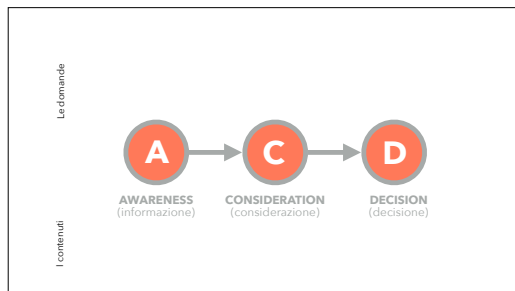 Le domande
A
C
D
AWARENESS
(informazione)
CONSIDERATION
(considerazione)
DECISION
(decisione)
I contenuti